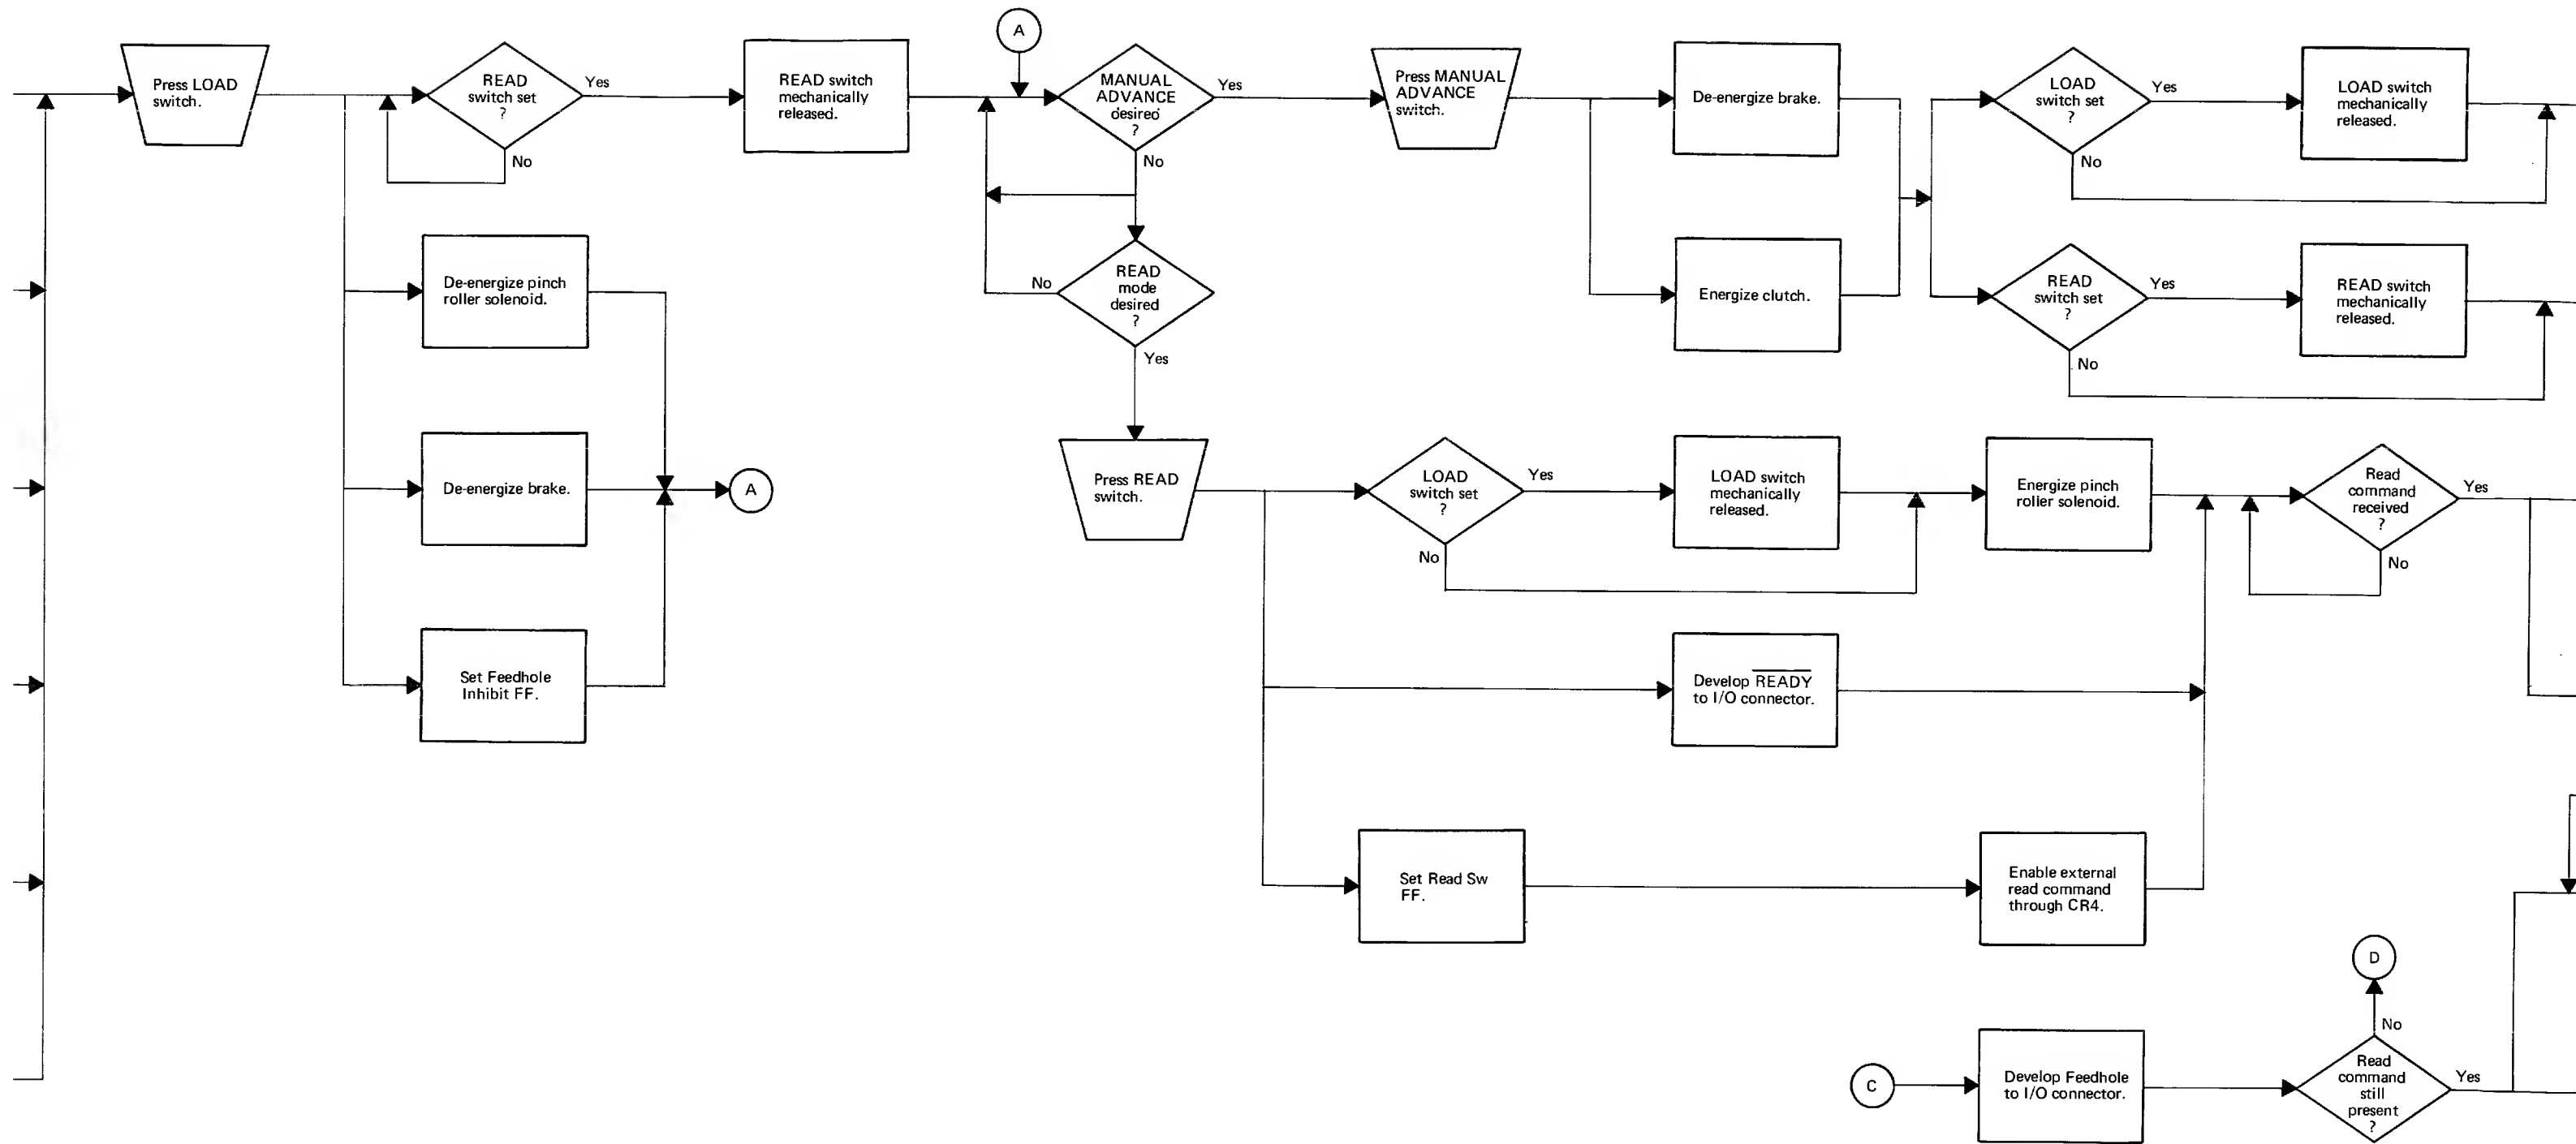 A
Press LOAD
switch.
READ
switch set
?
Yes
No
READ switch
mechanically
released.
MANUAL
ADVANCE
desired
?
Yes
No
Press MANUAL
ADVANCE
switch.
De-energize brake.
LOAD
switch set
?
Yes
No
LOAD switch
mechanically
released.
De-energize pinch
roller solenoid.
READ
mode
desired
?
No
Yes
Energize clutch.
READ
switch set
?
Yes
No
READ switch
mechanically
released.
De-energize brake.
A
Press READ
switch.
LOAD
switch set
?
Yes
No
LOAD switch
mechanically
released.
Energize pinch
roller solenoid.
Read
command
received
?
Yes
No
Set Feedhole
Inhibit FF.
Develop READY
to I/O connector.
Set Read Sw
FF.
Enable external
read command
through CR4.
D
No
C
Develop Feedhole
to I/O connector.
Read
command
still
present
?
Yes